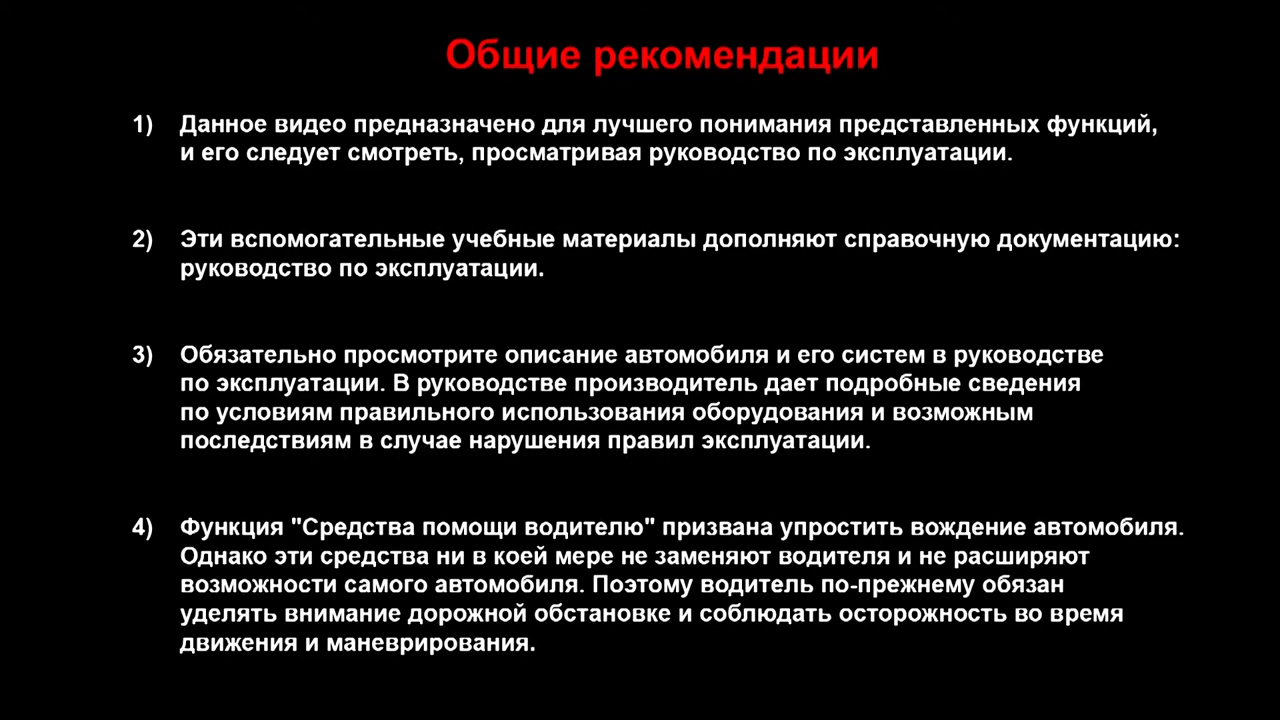 Общие рекомендации
1) Данное видео предназначено для лучшего понимания представленных функций,
и его следует смотреть, просматривая руководство по эксплуатации.
2) Эти вспомогательные учебные материалы дополняют справочную документацию:
руководство по эксплуатации.
3) Обязательно просмотрите описание автомобиля и его систем в руководстве
по эксплуатации. В руководстве производитель дает подробные сведения
по условиям правильного использования оборудования и возможным
последствиям в случае нарушения правил эксплуатации.
4) Функция "Средства помощи водителю" призвана упростить вождение автомобиля.
Однако эти средства ни в коей мере не заменяют водителя и не расширяют
возможности самого автомобиля. Поэтому водитель по-прежнему обязан
уделять внимание дорожной обстановке и соблюдать осторожность во время
движения и маневрирования.